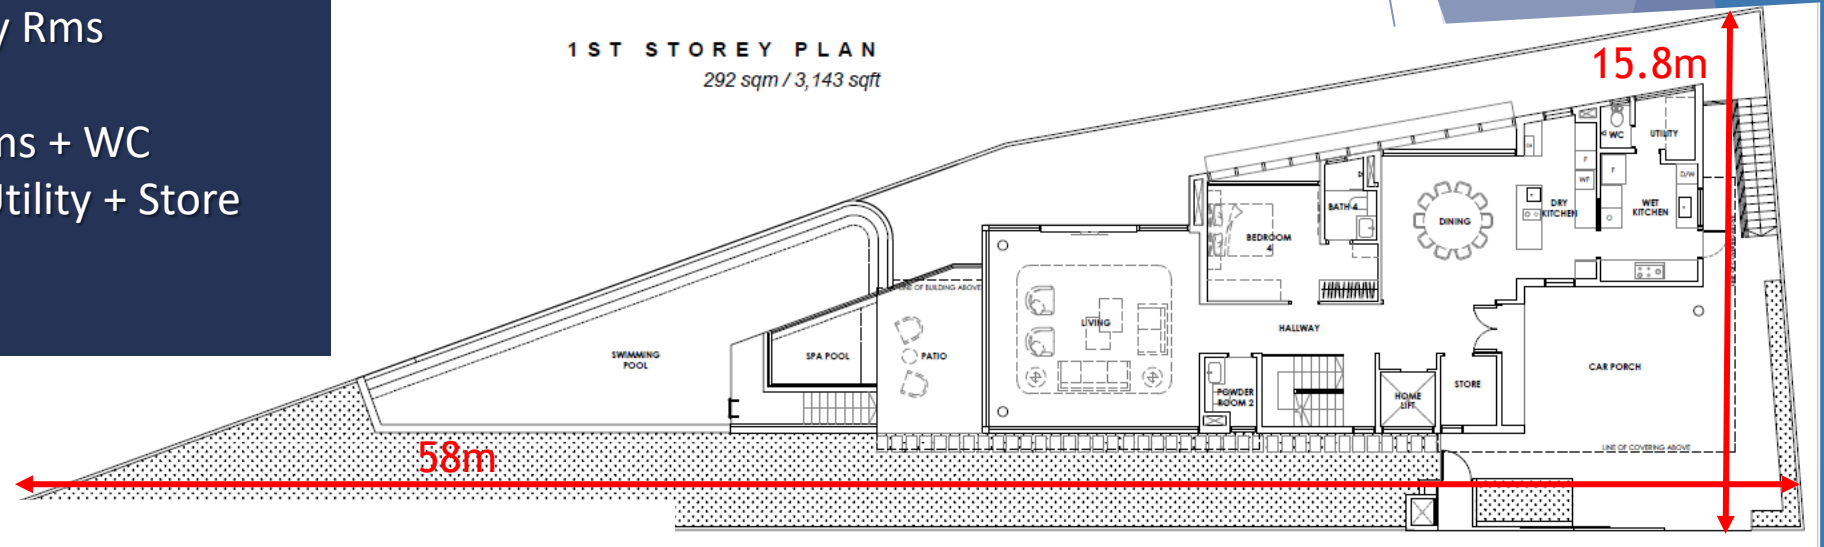 y Rms
ns + WC
Utility + Store
1ST STOREY PLAN
292 sqm / 3,143 sqft
15.8m
58m
WC
UTILITY
F
F
WF
D/W
BATH 4
DRY
KITCHEN
WET
KITCHEN
DINING
BEDROOM
4
LINE OF BUILDING ABOVE
LIVING
HALLWAY
SWIMMING
POOL
SPA POOL
PATIO
CAR PORCH
POWDER
ROOM 2
HOME
LIFT
STORE
LINE OF COVERING ABOVE